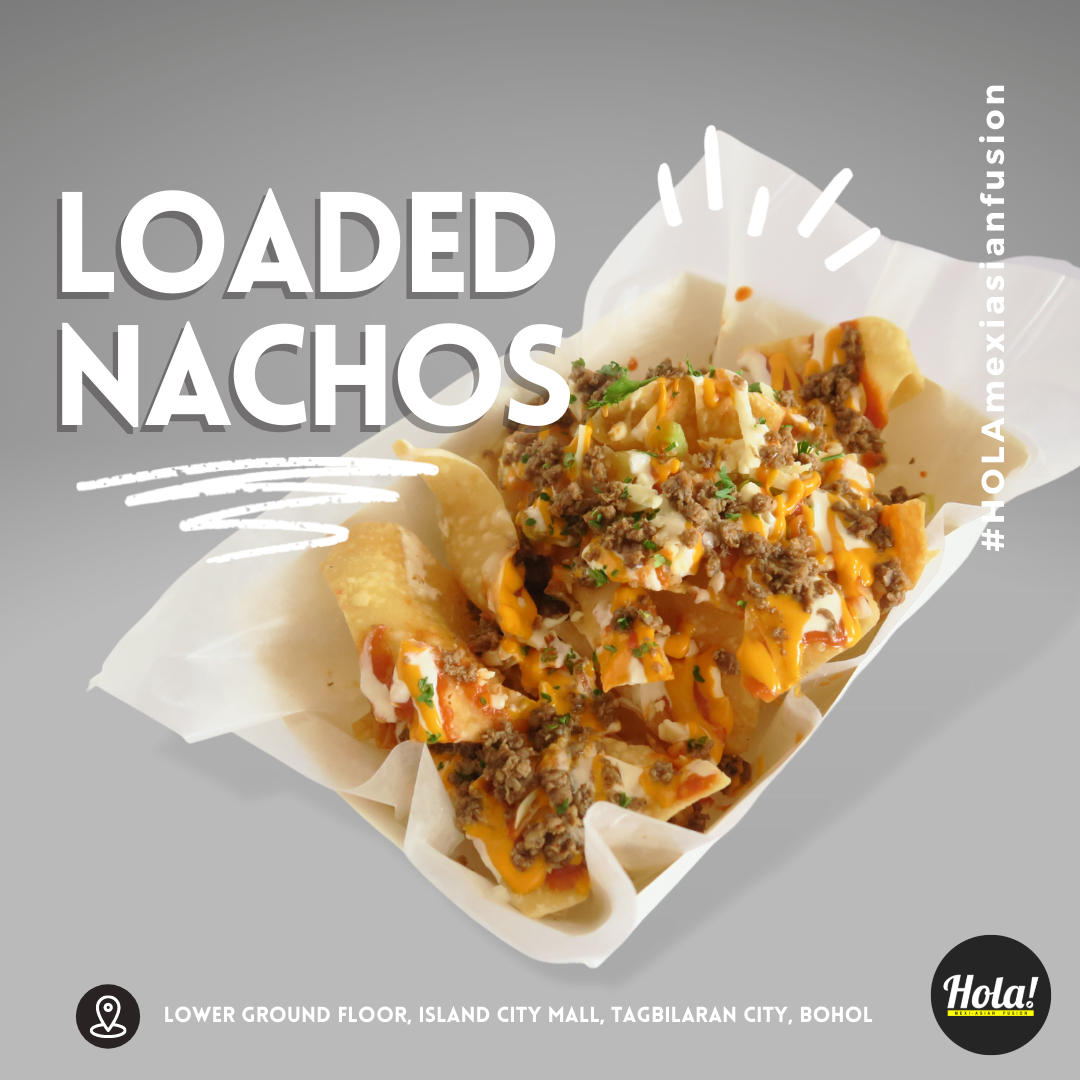 LOADED
NACHOS
#HOLAmexiasianfusion
LOWER GROUND FLOOR, ISLAND CITY MALL, TAGBILARAN CITY, BOHOL
Hola!
MEXI-ASIAN FUSION